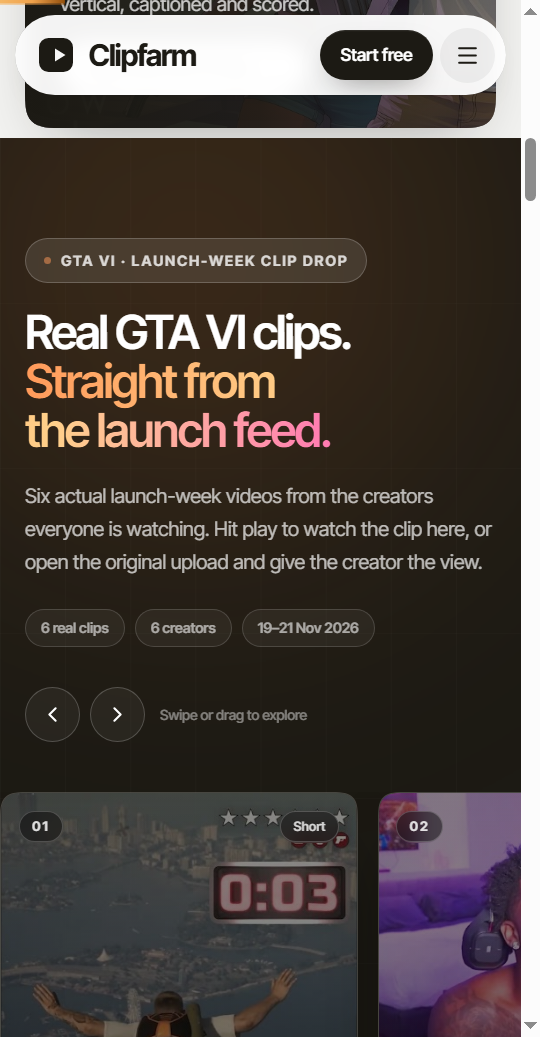 vertical, captioned and scored.
Clipfarm
Start free
GTA VI · LAUNCH-WEEK CLIP DROP
Real GTA VI clips.
Straight from
the launch feed.
Six actual launch-week videos from the creators
everyone is watching. Hit play to watch the clip here, or
open the original upload and give the creator the view.
6 real clips
6 creators
19–21 Nov 2026
Swipe or drag to explore
01
Short
02
0:03